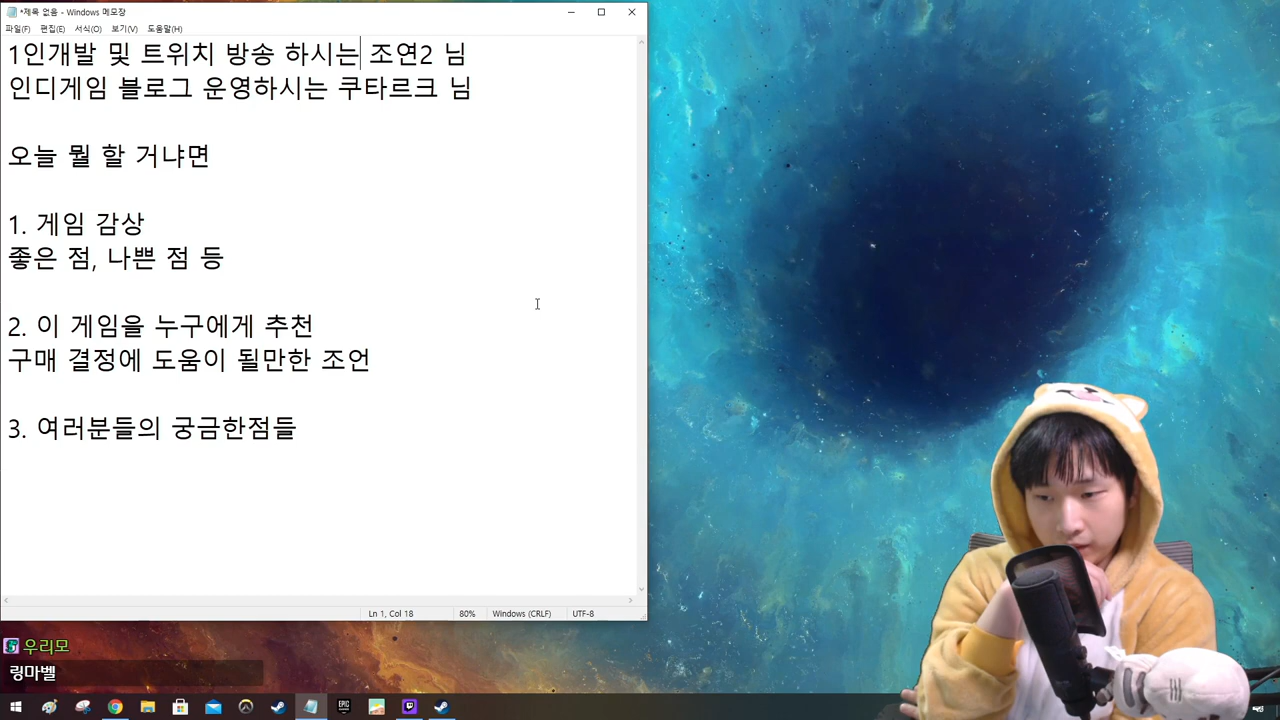 *제목 없음 - Windows 메모장
파일(F) 편집(E) 서식(O) 보기(V) 도움말(H)
1인개발 및 트위치 방송 하시는 조연2 님
인디게임 블로그 운영하시는 쿠타르크 님
오늘 뭘 할 거냐면
1. 게임 감상
좋은 점, 나쁜 점 등
2. 이 게임을 누구에게 추천
구매 결정에 도움이 될만한 조언
3. 여러분들의 궁금한점들
Ln 1, Col 18 80% Windows (CRLF) UTF-8
우리모
링마벨
EPIC